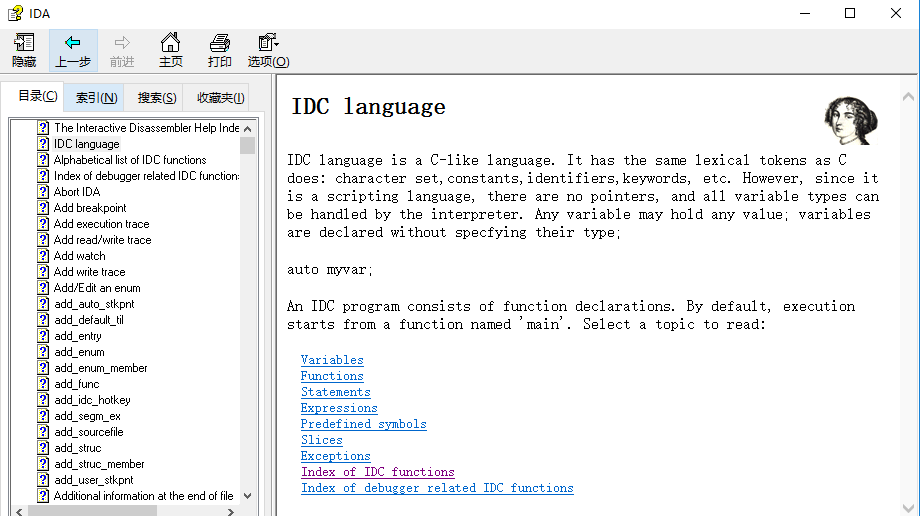 IDA
隐藏 上一步 前进 主页 打印 选项(O)
目录(C) 索引(N) 搜索(S) 收藏夹(I)
The Interactive Disassembler Help Inde
IDC language
Alphabetical list of IDC functions
Index of debugger related IDC function:
Abort IDA
Add breakpoint
Add execution trace
Add read/write trace
Add watch
Add write trace
Add/Edit an enum
add_auto_stkpnt
add_default_til
add_entry
add_enum
add_enum_member
add_func
add_idc_hotkey
add_segm_ex
add_sourcefile
add_struc
add_struc_member
add_user_stkpnt
Additional information at the end of file
IDC language
IDC language is a C-like language. It has the same lexical tokens as C
does: character set,constants,identifiers,keywords, etc. However, since it
is a scripting language, there are no pointers, and all variable types can
be handled by the interpreter. Any variable may hold any value; variables
are declared without specfying their type;
auto myvar;
An IDC program consists of function declarations. By default, execution
starts from a function named 'main'. Select a topic to read:
Variables
Functions
Statements
Expressions
Predefined symbols
Slices
Exceptions
Index of IDC functions
Index of debugger related IDC functions